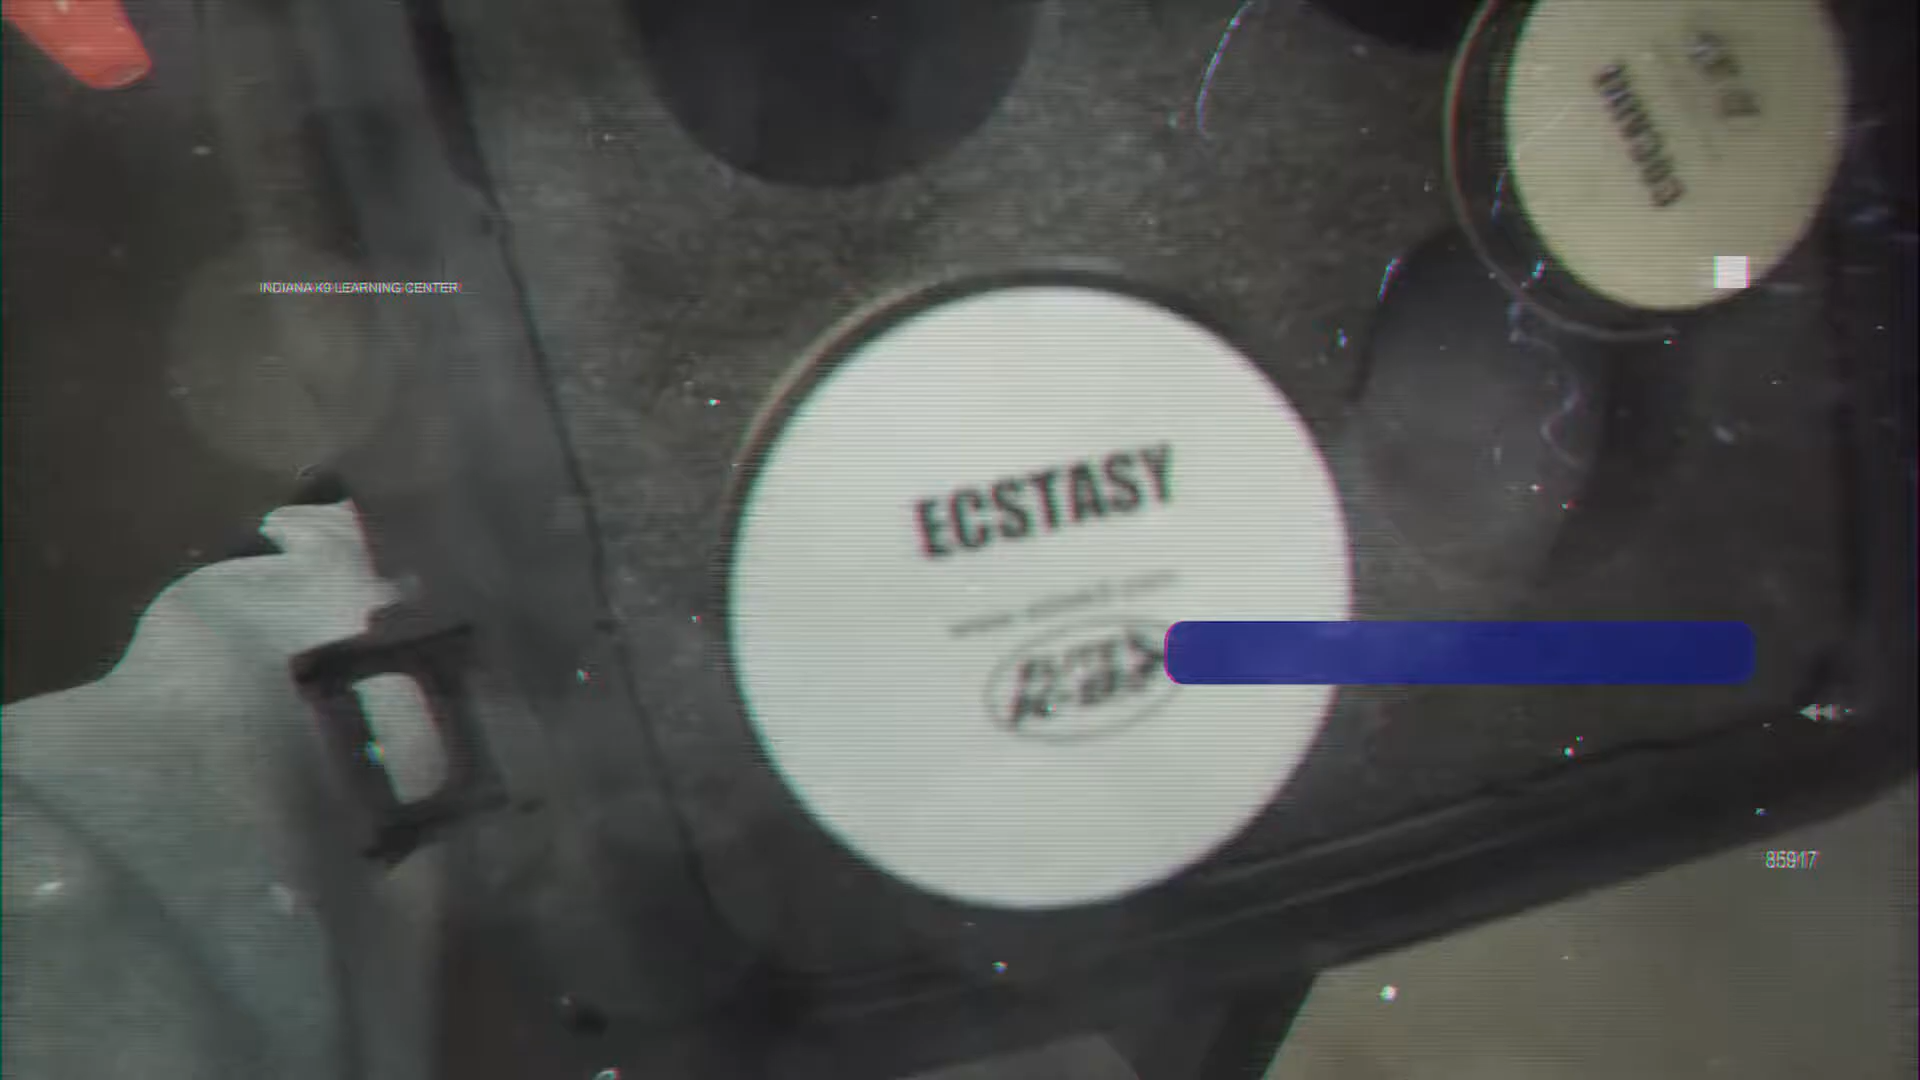 INDIANA K9 LEARNING CENTER
COCAINE
ECSTASY
85917